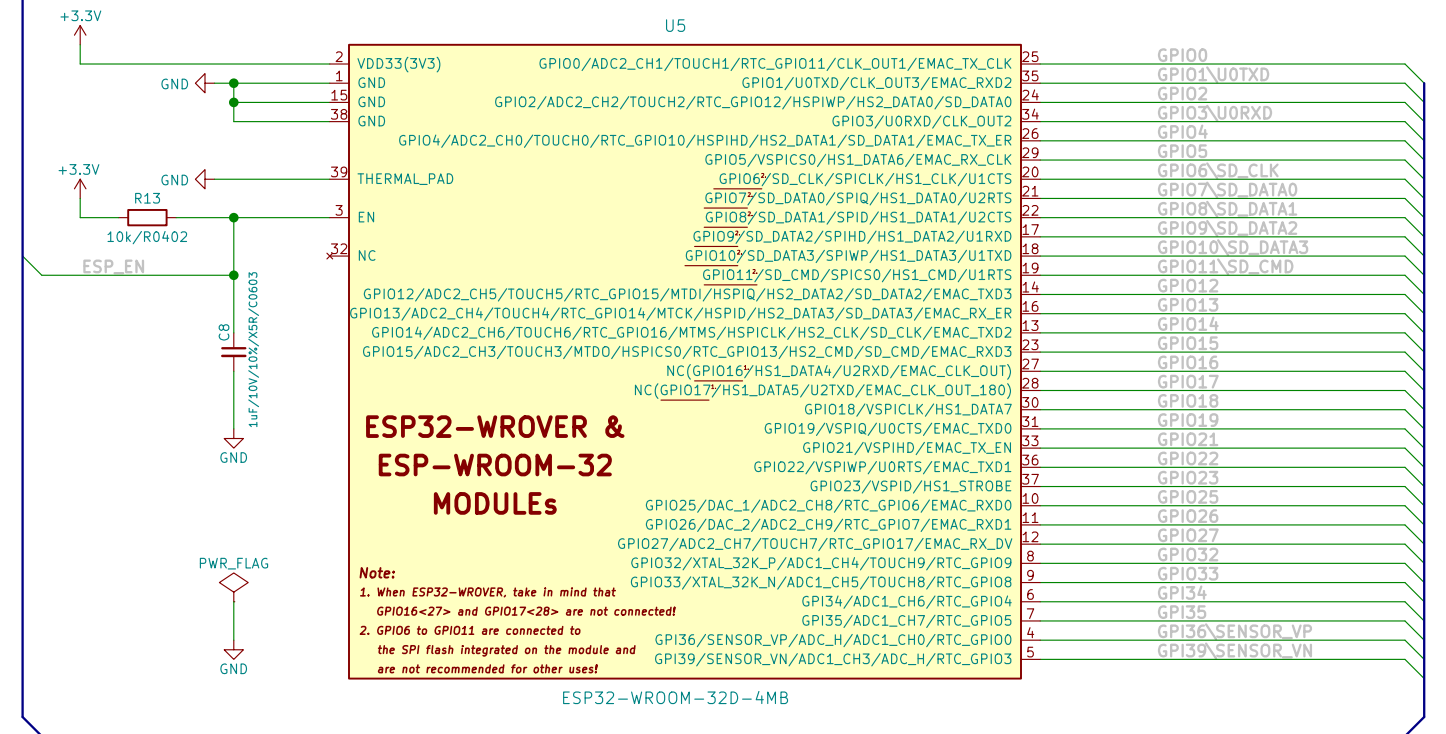 +3.3V
U5
2 VDD33(3V3)
GND 1 GND
15 GND
38 GND
39 THERMAL_PAD
GND
+3.3V
R13
10k/R0402
3 EN
32 NC
ESP_EN
C8
1uF/10V/10%/X5R/C0603
GND
PWR_FLAG
GND
GPIO0/ADC2_CH1/TOUCH1/RTC_GPIO11/CLK_OUT1/EMAC_TX_CLK 25 GPIO0
GPIO1/U0TXD/CLK_OUT3/EMAC_RXD2 35 GPIO1\U0TXD
GPIO2/ADC2_CH2/TOUCH2/RTC_GPIO12/HSPIWP/HS2_DATA0/SD_DATA0 24 GPIO2
GPIO3/U0RXD/CLK_OUT2 34 GPIO3\U0RXD
GPIO4/ADC2_CH0/TOUCH0/RTC_GPIO10/HSPIHD/HS2_DATA1/SD_DATA1/EMAC_TX_ER 26 GPIO4
GPIO5/VSPICS0/HS1_DATA6/EMAC_RX_CLK 29 GPIO5
GPIO6²/SD_CLK/SPICLK/HS1_CLK/U1CTS 20 GPIO6\SD_CLK
GPIO7²/SD_DATA0/SPIQ/HS1_DATA0/U2RTS 21 GPIO7\SD_DATA0
GPIO8²/SD_DATA1/SPID/HS1_DATA1/U2CTS 22 GPIO8\SD_DATA1
GPIO9²/SD_DATA2/SPIHD/HS1_DATA2/U1RXD 17 GPIO9\SD_DATA2
GPIO10²/SD_DATA3/SPIWP/HS1_DATA3/U1TXD 18 GPIO10\SD_DATA3
GPIO11²/SD_CMD/SPICS0/HS1_CMD/U1RTS 19 GPIO11\SD_CMD
GPIO12/ADC2_CH5/TOUCH5/RTC_GPIO15/MTDI/HSPIQ/HS2_DATA2/SD_DATA2/EMAC_TXD3 14 GPIO12
GPIO13/ADC2_CH4/TOUCH4/RTC_GPIO14/MTCK/HSPID/HS2_DATA3/SD_DATA3/EMAC_RX_ER 16 GPIO13
GPIO14/ADC2_CH6/TOUCH6/RTC_GPIO16/MTMS/HSPICLK/HS2_CLK/SD_CLK/EMAC_TXD2 13 GPIO14
GPIO15/ADC2_CH3/TOUCH3/MTDO/HSPICS0/RTC_GPIO13/HS2_CMD/SD_CMD/EMAC_RXD3 23 GPIO15
NC(GPIO16¹/HS1_DATA4/U2RXD/EMAC_CLK_OUT) 27 GPIO16
NC(GPIO17¹/HS1_DATA5/U2TXD/EMAC_CLK_OUT_180) 28 GPIO17
GPIO18/VSPICLK/HS1_DATA7 30 GPIO18
GPIO19/VSPIQ/U0CTS/EMAC_TXD0 31 GPIO19
GPIO21/VSPIHD/EMAC_TX_EN 33 GPIO21
GPIO22/VSPIWP/U0RTS/EMAC_TXD1 36 GPIO22
GPIO23/VSPID/HS1_STROBE 37 GPIO23
GPIO25/DAC_1/ADC2_CH8/RTC_GPIO6/EMAC_RXD0 10 GPIO25
GPIO26/DAC_2/ADC2_CH9/RTC_GPIO7/EMAC_RXD1 11 GPIO26
GPIO27/ADC2_CH7/TOUCH7/RTC_GPIO17/EMAC_RX_DV 12 GPIO27
GPIO32/XTAL_32K_P/ADC1_CH4/TOUCH9/RTC_GPIO9 8 GPIO32
GPIO33/XTAL_32K_N/ADC1_CH5/TOUCH8/RTC_GPIO8 9 GPIO33
GPI34/ADC1_CH6/RTC_GPIO4 6 GPI34
GPI35/ADC1_CH7/RTC_GPIO5 7 GPI35
GPI36/SENSOR_VP/ADC_H/ADC1_CH0/RTC_GPIO0 4 GPI36\SENSOR_VP
GPI39/SENSOR_VN/ADC1_CH3/ADC_H/RTC_GPIO3 5 GPI39\SENSOR_VN
ESP32-WROVER &
ESP-WROOM-32
MODULEs
Note:
1. When ESP32-WROVER, take in mind that
GPIO16<27> and GPIO17<28> are not connected!
2. GPIO6 to GPIO11 are connected to
the SPI flash integrated on the module and
are not recommended for other uses!
ESP32-WROOM-32D-4MB